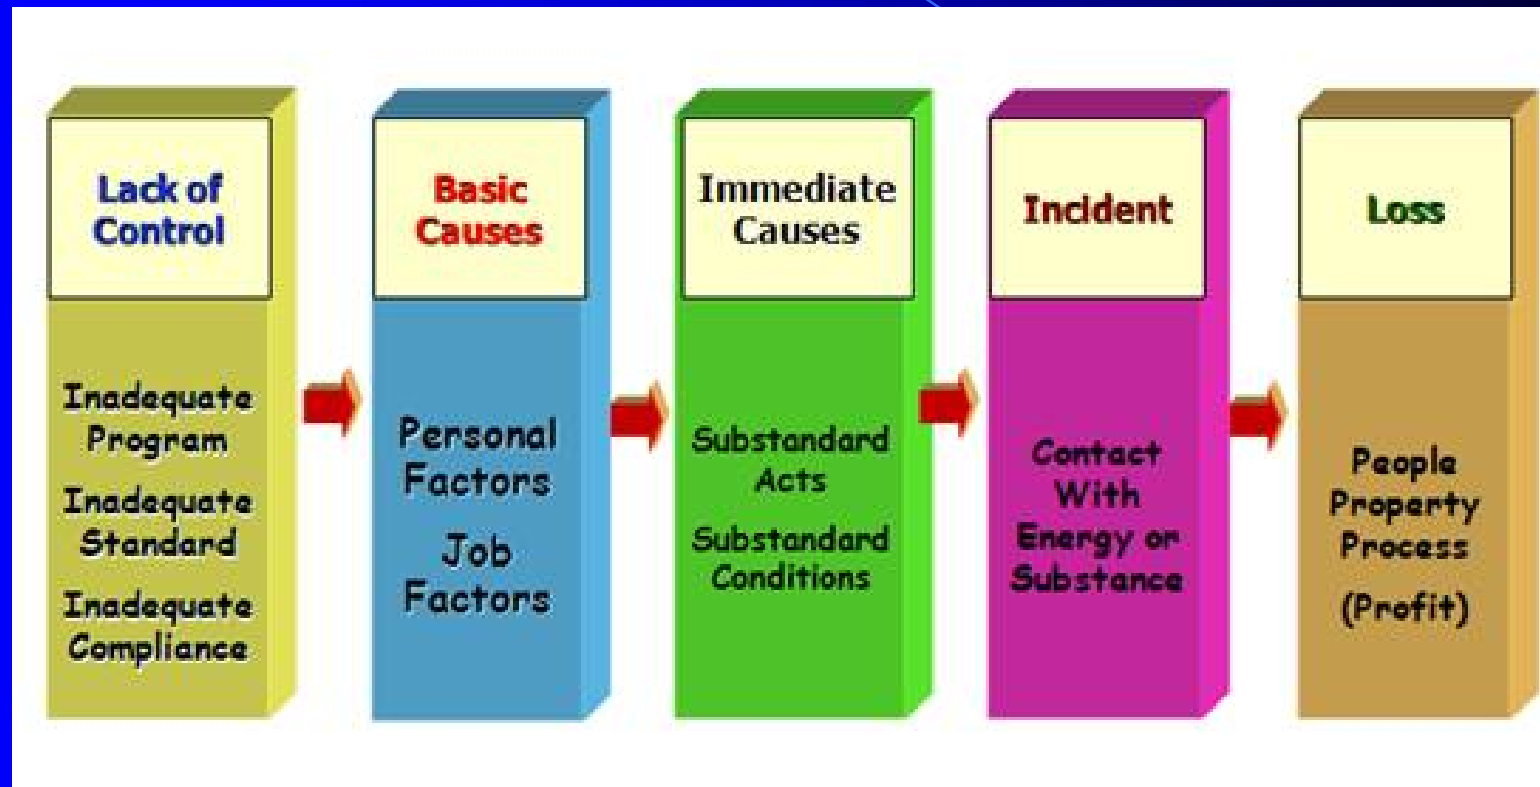 Lack of
Control
Inadequate
Program
Inadequate
Standard
Inadequate
Compliance
Basic
Causes
Personal
Factors
Job
Factors
Immediate
Causes
Substandard
Acts
Substandard
Conditions
Incident
Contact
With
Energy or
Substance
Loss
People
Property
Process
(Profit)